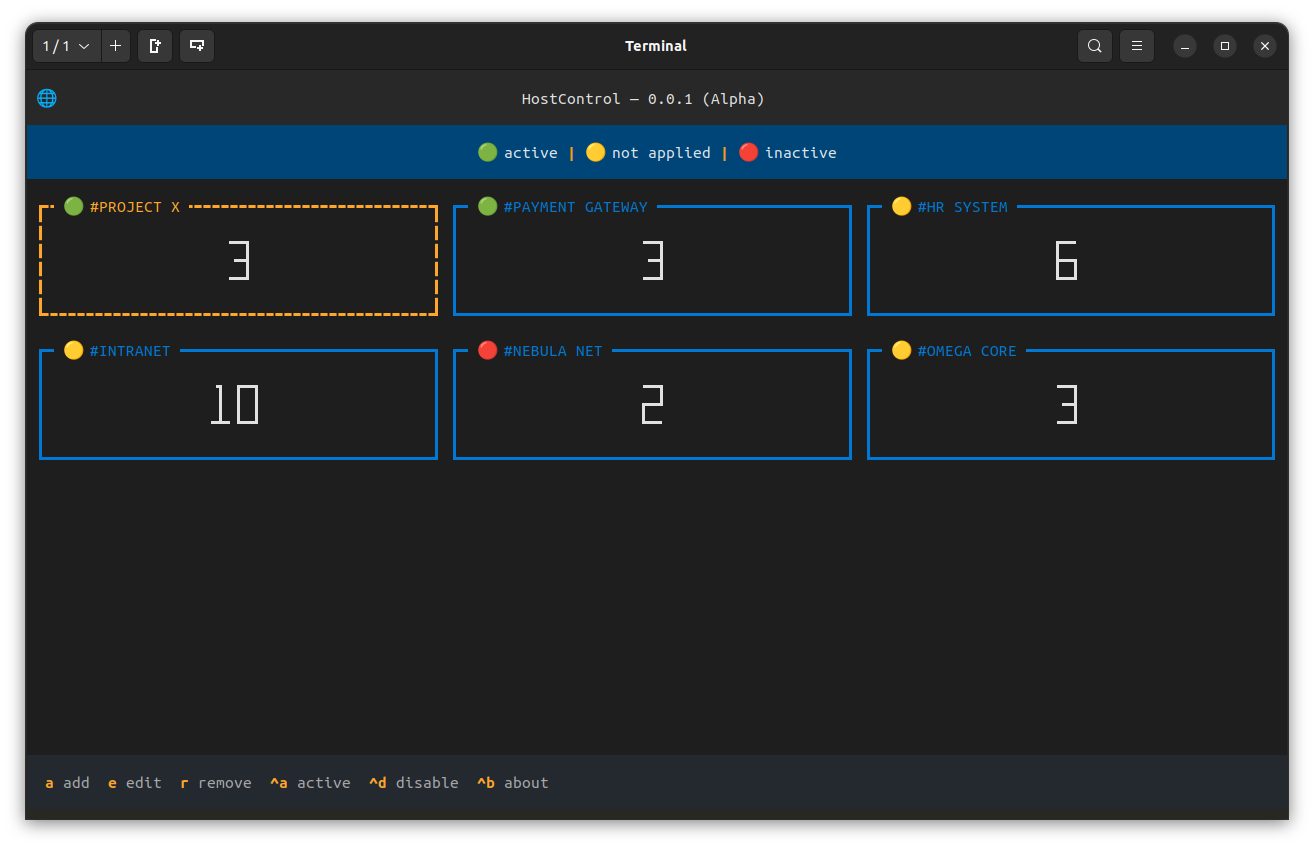 1 / 1 Terminal
HostControl — 0.0.1 (Alpha)
active | not applied | inactive
#PROJECT X #PAYMENT GATEWAY #HR SYSTEM
3 3 6
#INTRANET #NEBULA NET #OMEGA CORE
10 2 3
a add e edit r remove ^a active ^d disable ^b about